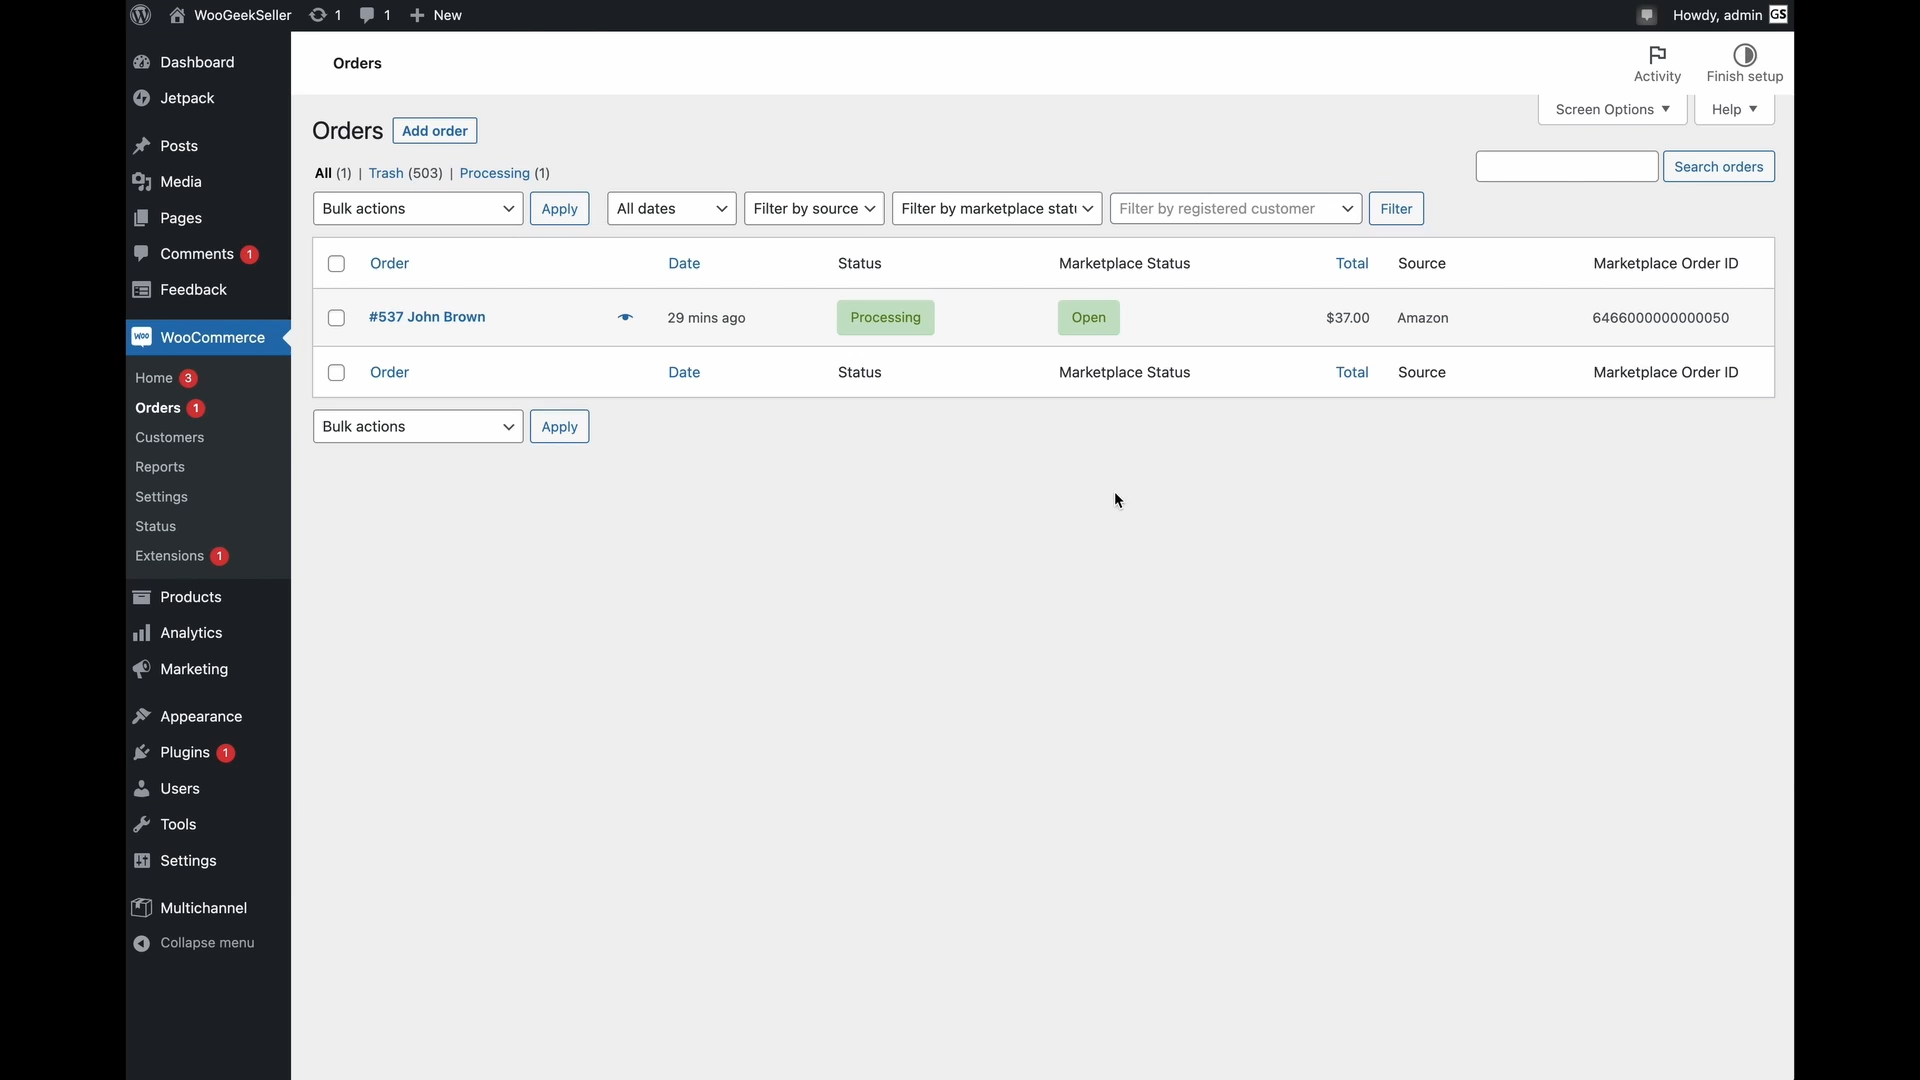 WooGeekSeller 1 1 New Howdy, admin GS
Dashboard
Jetpack
Posts
Media
Pages
Comments 1
Feedback
woo WooCommerce
Home 3
Orders 1
Customers
Reports
Settings
Status
Extensions 1
Products
Analytics
Marketing
Appearance
Plugins 1
Users
Tools
Settings
Multichannel
Collapse menu
Orders
Activity Finish setup
Screen Options Help
Orders Add order
All (1) | Trash (503) | Processing (1)
Search orders
Bulk actions Apply All dates Filter by source Filter by marketplace statu Filter by registered customer Filter
Order Date Status Marketplace Status Total Source Marketplace Order ID
#537 John Brown 29 mins ago Processing Open $37.00 Amazon 6466000000000050
Order Date Status Marketplace Status Total Source Marketplace Order ID
Bulk actions Apply